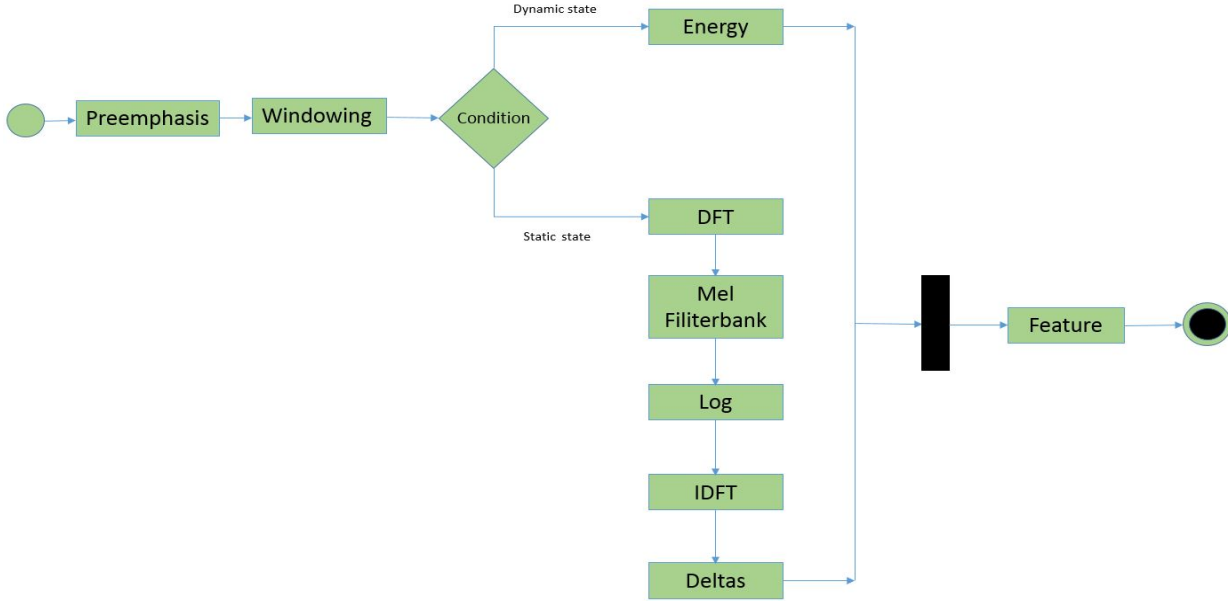 Dynamic state
Energy
Preemphasis
Windowing
Condition
Static state
DFT
Mel
Filiterbank
Log
IDFT
Deltas
Feature